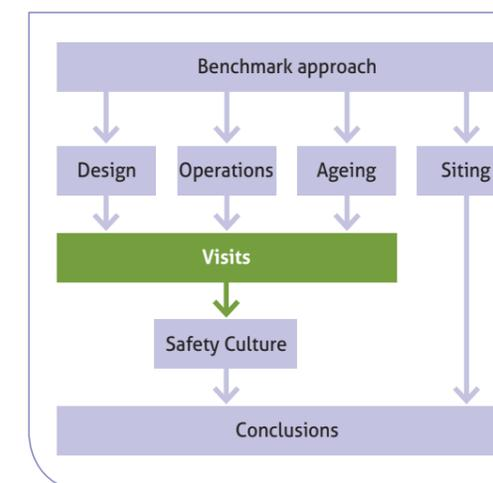 Benchmark approach
Design Operations Ageing Siting
Visits
Safety Culture
Conclusions